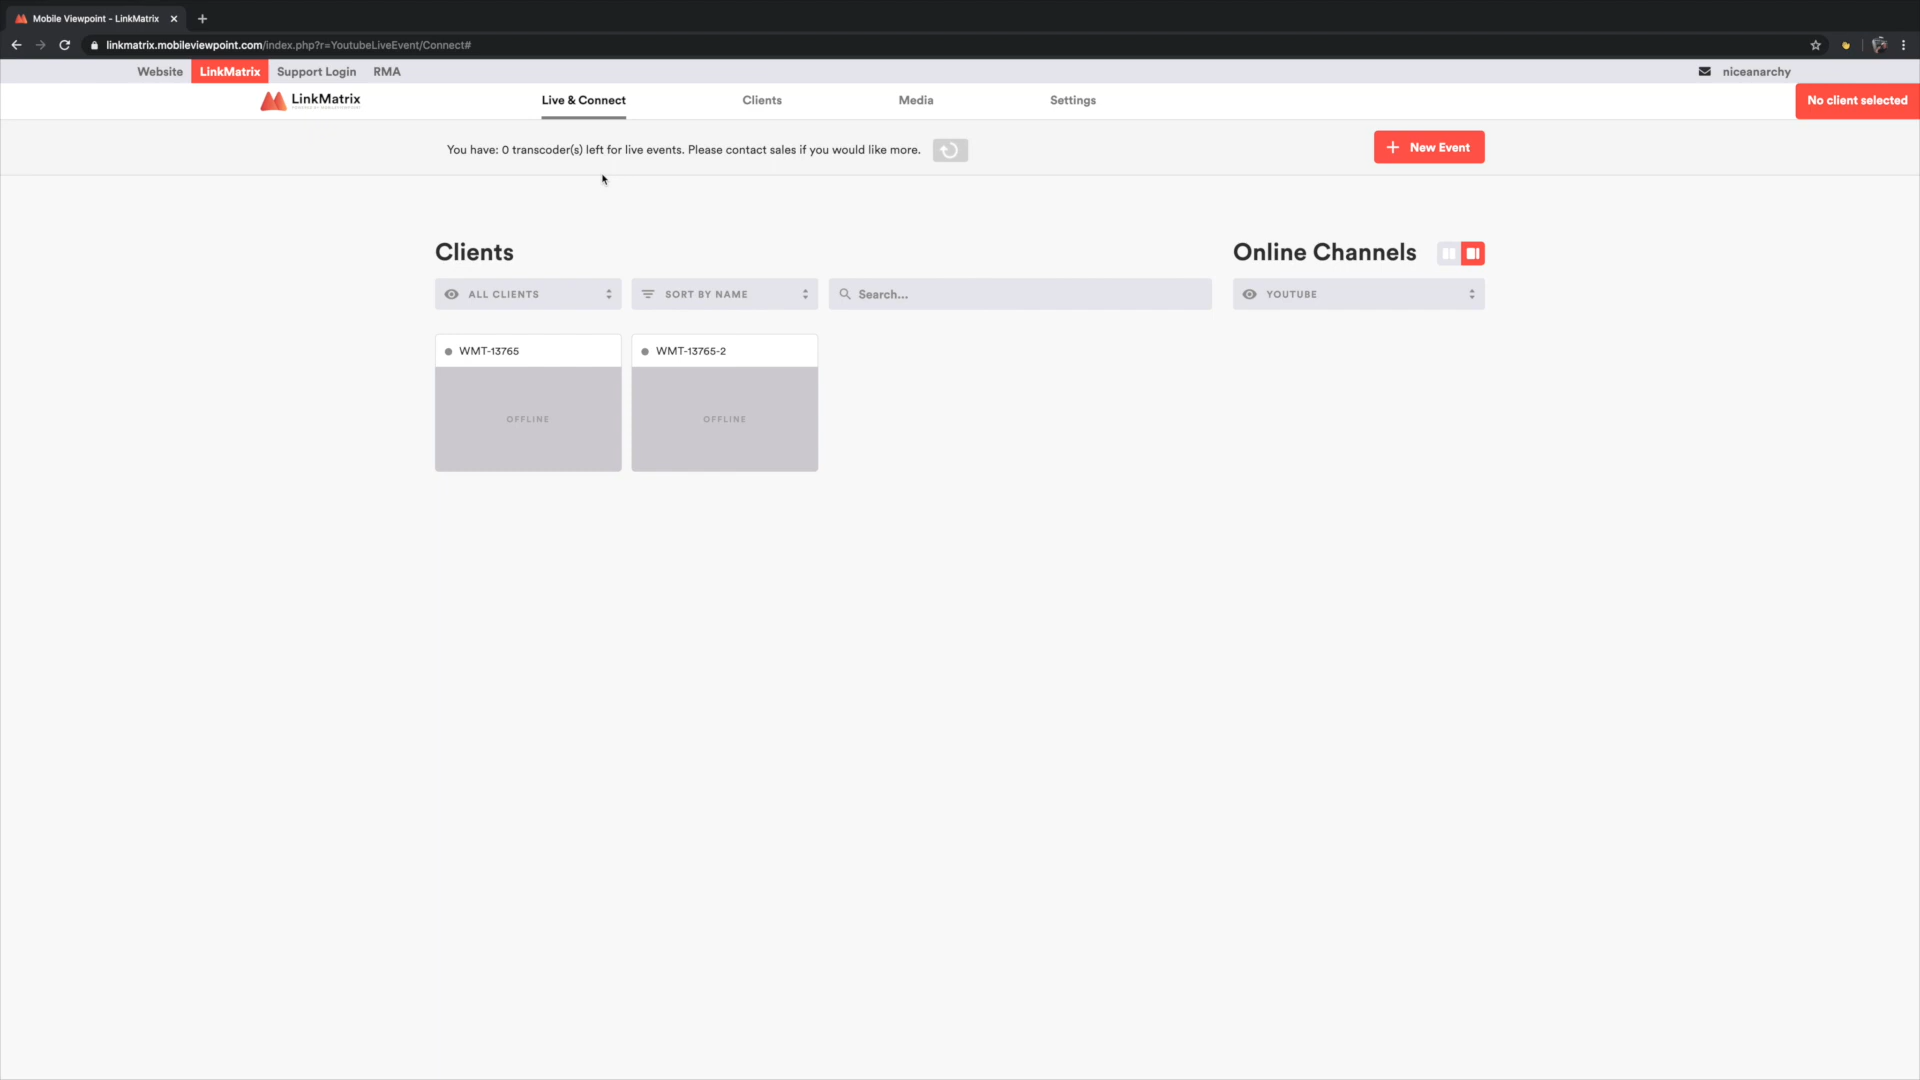 Mobile Viewpoint - LinkMatrix
linkmatrix.mobileviewpoint.com/index.php?r=YoutubeLiveEvent/Connect#
Website LinkMatrix Support Login RMA niceanarchy
LinkMatrix Live & Connect Clients Media Settings No client selected
You have: 0 transcoder(s) left for live events. Please contact sales if you would like more. New Event
Clients Online Channels
ALL CLIENTS SORT BY NAME Search... YOUTUBE
WMT-13765 WMT-13765-2
OFFLINE OFFLINE